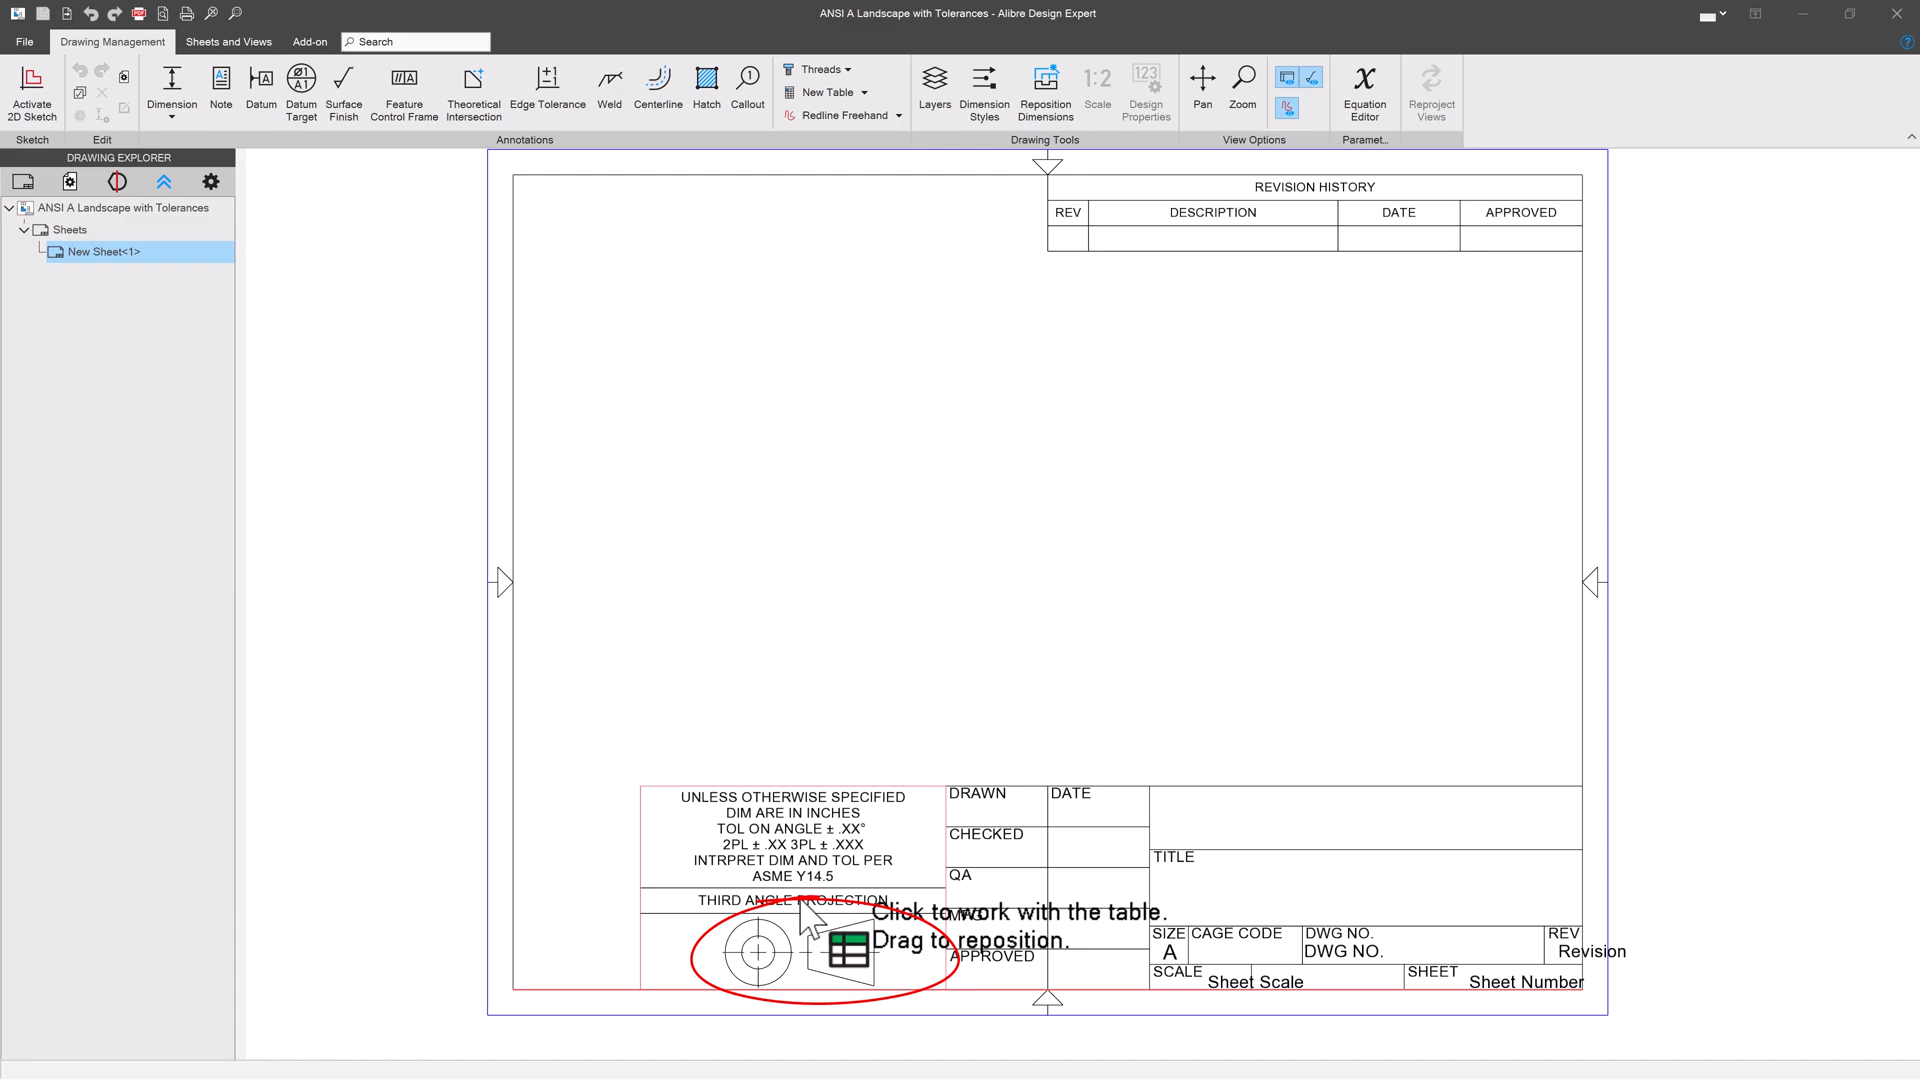 ANSI A Landscape with Tolerances - Alibre Design Expert
File
Drawing Management
Sheets and Views
Add-on
Search
Activate
2D Sketch
Dimension
Note
Datum
Datum
Target
Surface
Finish
Feature
Control Frame
Theoretical
Intersection
Edge Tolerance
Weld
Centerline
Hatch
Callout
Threads
New Table
Redline Freehand
Layers
Dimension
Styles
Reposition
Dimensions
1:2
Scale
123
Design
Properties
Pan
Zoom
Equation
Editor
Reproject
Views
Sketch
Edit
Annotations
Drawing Tools
View Options
Paramet...
DRAWING EXPLORER
ANSI A Landscape with Tolerances
Sheets
New Sheet<1>
REVISION HISTORY
REV
DESCRIPTION
DATE
APPROVED
UNLESS OTHERWISE SPECIFIED
DIM ARE IN INCHES
TOL ON ANGLE ± .XX°
2PL ± .XX 3PL ± .XXX
INTRPRET DIM AND TOL PER
ASME Y14.5
THIRD ANGLE PROJECTION
DRAWN
DATE
CHECKED
QA
MFG
APPROVED
Click to work with the table.
Drag to reposition.
TITLE
SIZE
A
CAGE CODE
DWG NO.
DWG NO.
REV
Revision
SCALE
Sheet Scale
SHEET
Sheet Number